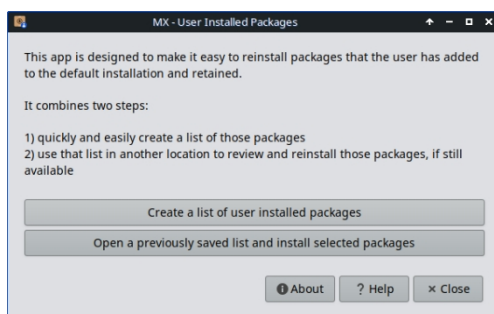 MX - User Installed Packages
This app is designed to make it easy to reinstall packages that the user has added
to the default installation and retained.
It combines two steps:
1) quickly and easily create a list of those packages
2) use that list in another location to review and reinstall those packages, if still
available
Create a list of user installed packages
Open a previously saved list and install selected packages
About ? Help × Close